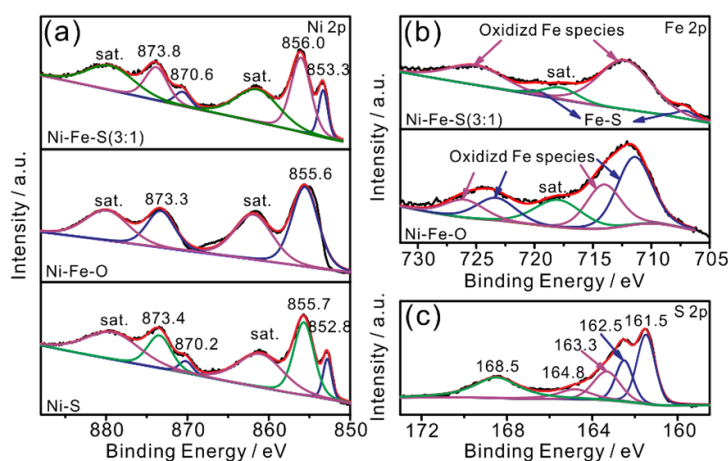 (a)
Ni 2p
sat.
873.8
870.6
sat.
856.0
853.3
Ni-Fe-S(3:1)
855.6
sat.
873.3
sat.
Ni-Fe-O
855.7
sat.
873.4
870.2
sat.
852.8
Ni-S
880
870
860
850
Binding Energy / eV
Intensity / a.u.
(b)
Oxidizd Fe species
Fe 2p
sat.
Ni-Fe-S(3:1)
Fe-S
Oxidizd Fe species
sat.
Ni-Fe-O
730
725
720
715
710
705
Binding Energy / eV
Intensity / a.u.
(c)
S 2p
162.5
161.5
163.3
164.8
168.5
172
168
164
160
Binding Energy / eV
Intensity / a.u.